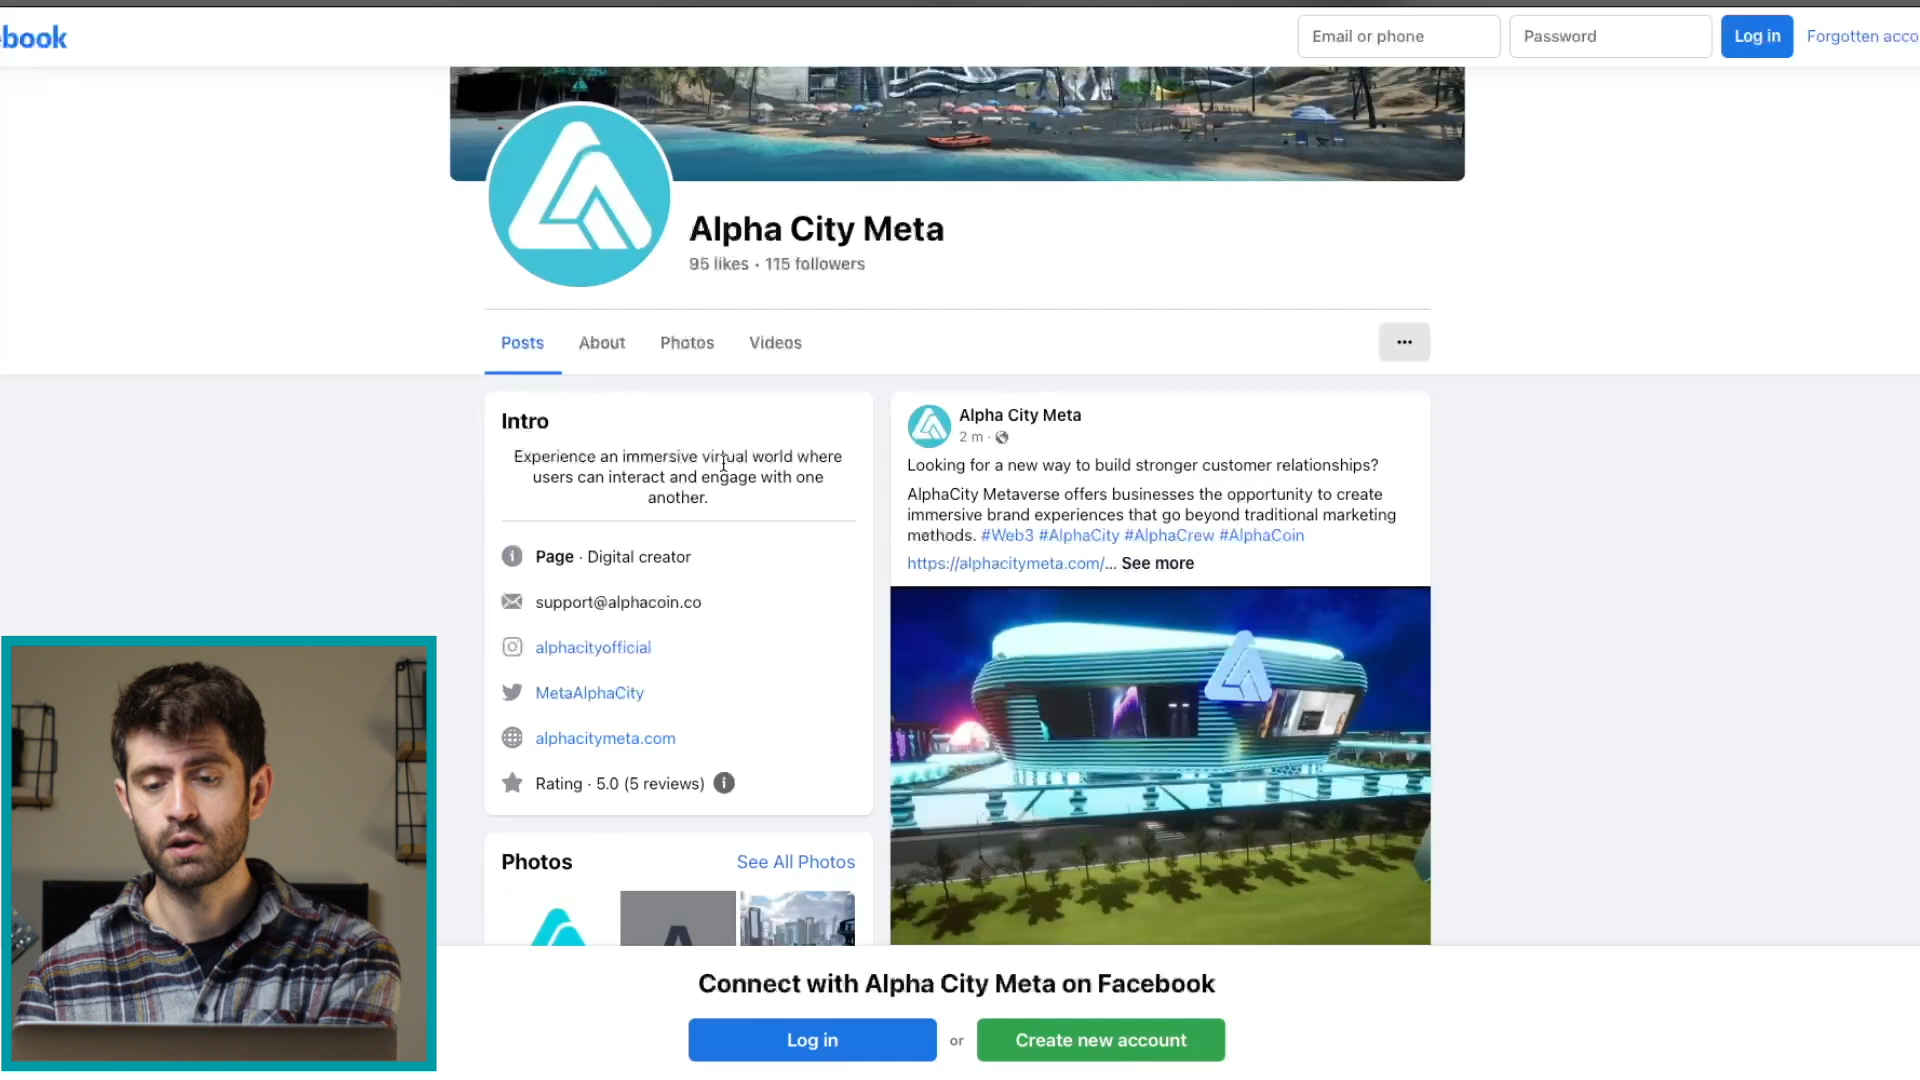 book
Email or phone
Password
Log in
Forgotten acco
Alpha City Meta
95 likes · 115 followers
Posts
About
Photos
Videos
Intro
Experience an immersive virtual world where
users can interact and engage with one
another.
Page · Digital creator
support@alphacoin.co
alphacityofficial
MetaAlphaCity
alphacitymeta.com
Rating · 5.0 (5 reviews)
Photos
See All Photos
Alpha City Meta
2 m ·
Looking for a new way to build stronger customer relationships?
AlphaCity Metaverse offers businesses the opportunity to create
immersive brand experiences that go beyond traditional marketing
methods. #Web3 #AlphaCity #AlphaCrew #AlphaCoin
https://alphacitymeta.com/... See more
Connect with Alpha City Meta on Facebook
Log in
or
Create new account